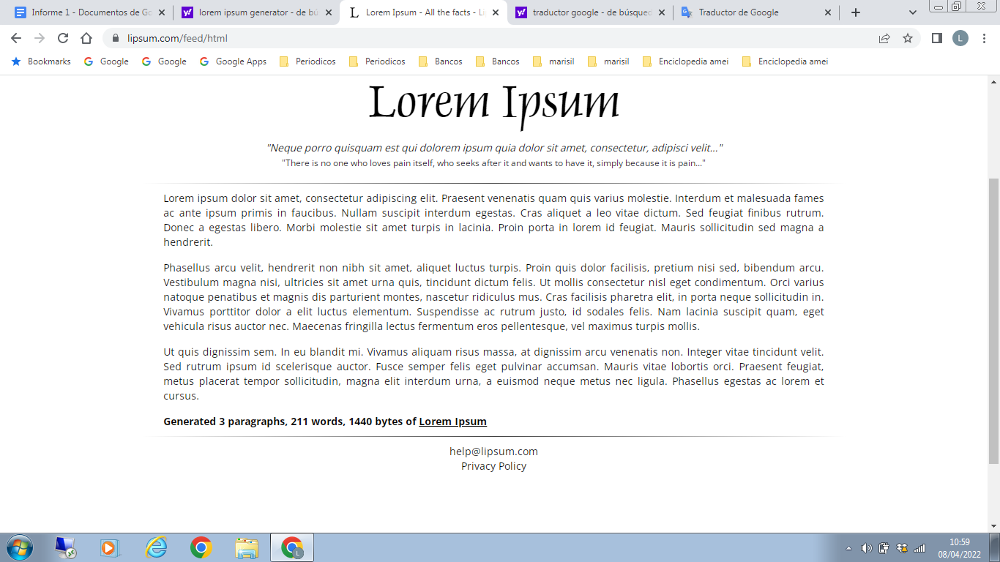 Informe 1 - Documentos de Go
lorem ipsum generator - de bú
Lorem Ipsum - All the facts - Li
traductor google - de búsqued
Traductor de Google
lipsum.com/feed/html
L
Bookmarks
Google
Google
Google Apps
Periodicos
Periodicos
Bancos
Bancos
marisil
marisil
Enciclopedia amei
Enciclopedia amei
Lorem Ipsum
"Neque porro quisquam est qui dolorem ipsum quia dolor sit amet, consectetur, adipisci velit..."
"There is no one who loves pain itself, who seeks after it and wants to have it, simply because it is pain..."
Lorem ipsum dolor sit amet, consectetur adipiscing elit. Praesent venenatis quam quis varius molestie. Interdum et malesuada fames
ac ante ipsum primis in faucibus. Nullam suscipit interdum egestas. Cras aliquet a leo vitae dictum. Sed feugiat finibus rutrum.
Donec a egestas libero. Morbi molestie sit amet turpis in lacinia. Proin porta in lorem id feugiat. Mauris sollicitudin sed magna a
hendrerit.
Phasellus arcu velit, hendrerit non nibh sit amet, aliquet luctus turpis. Proin quis dolor facilisis, pretium nisi sed, bibendum arcu.
Vestibulum magna nisi, ultricies sit amet urna quis, tincidunt dictum felis. Ut mollis consectetur nisl eget condimentum. Orci varius
natoque penatibus et magnis dis parturient montes, nascetur ridiculus mus. Cras facilisis pharetra elit, in porta neque sollicitudin in.
Vivamus porttitor dolor a elit luctus elementum. Suspendisse ac rutrum justo, id sodales felis. Nam lacinia suscipit quam, eget
vehicula risus auctor nec. Maecenas fringilla lectus fermentum eros pellentesque, vel maximus turpis mollis.
Ut quis dignissim sem. In eu blandit mi. Vivamus aliquam risus massa, at dignissim arcu venenatis non. Integer vitae tincidunt velit.
Sed rutrum ipsum id scelerisque auctor. Fusce semper felis eget pulvinar accumsan. Mauris vitae lobortis orci. Praesent feugiat,
metus placerat tempor sollicitudin, magna elit interdum urna, a euismod neque metus nec ligula. Phasellus egestas ac lorem et
cursus.
Generated 3 paragraphs, 211 words, 1440 bytes of Lorem Ipsum
help@lipsum.com
Privacy Policy
10:59
08/04/2022